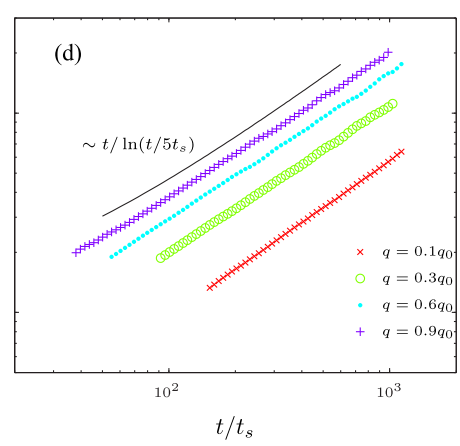 (d)
~ t/ ln(t/5t_s)
q = 0.1q_0
q = 0.3q_0
q = 0.6q_0
q = 0.9q_0
10^2
10^3
t/t_s